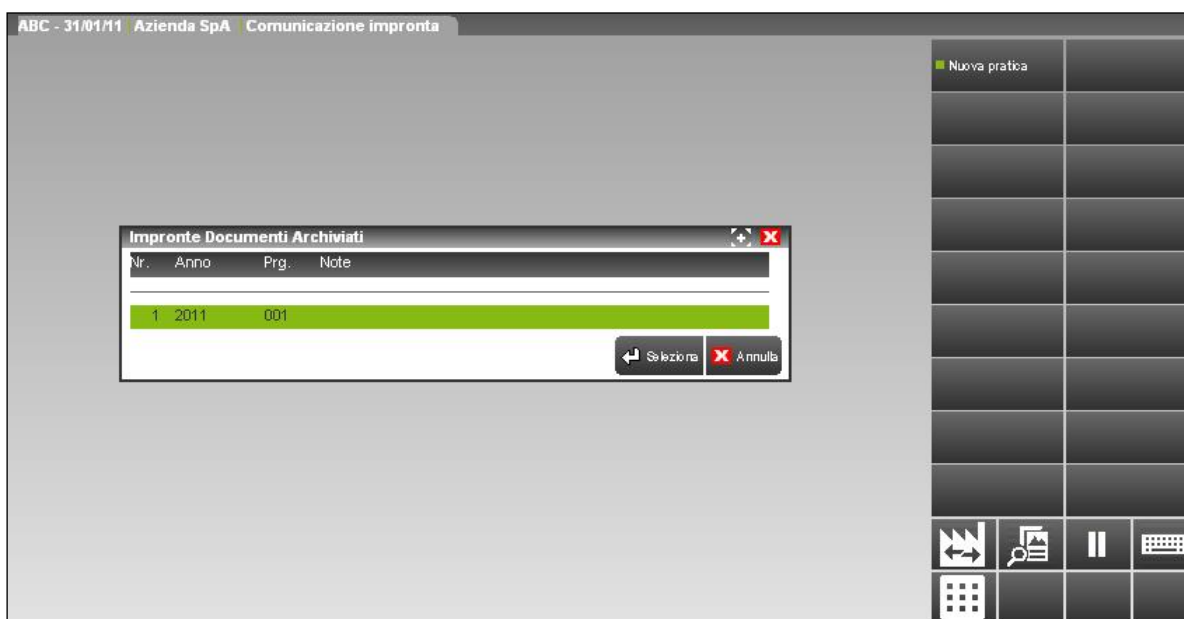 ABC - 31/01/11 Azienda SpA Comunicazione impronta
Nuova pratica
Impronte Documenti Archiviati
Nr. Anno Prg. Note
1 2011 001
Seleziona Annulla